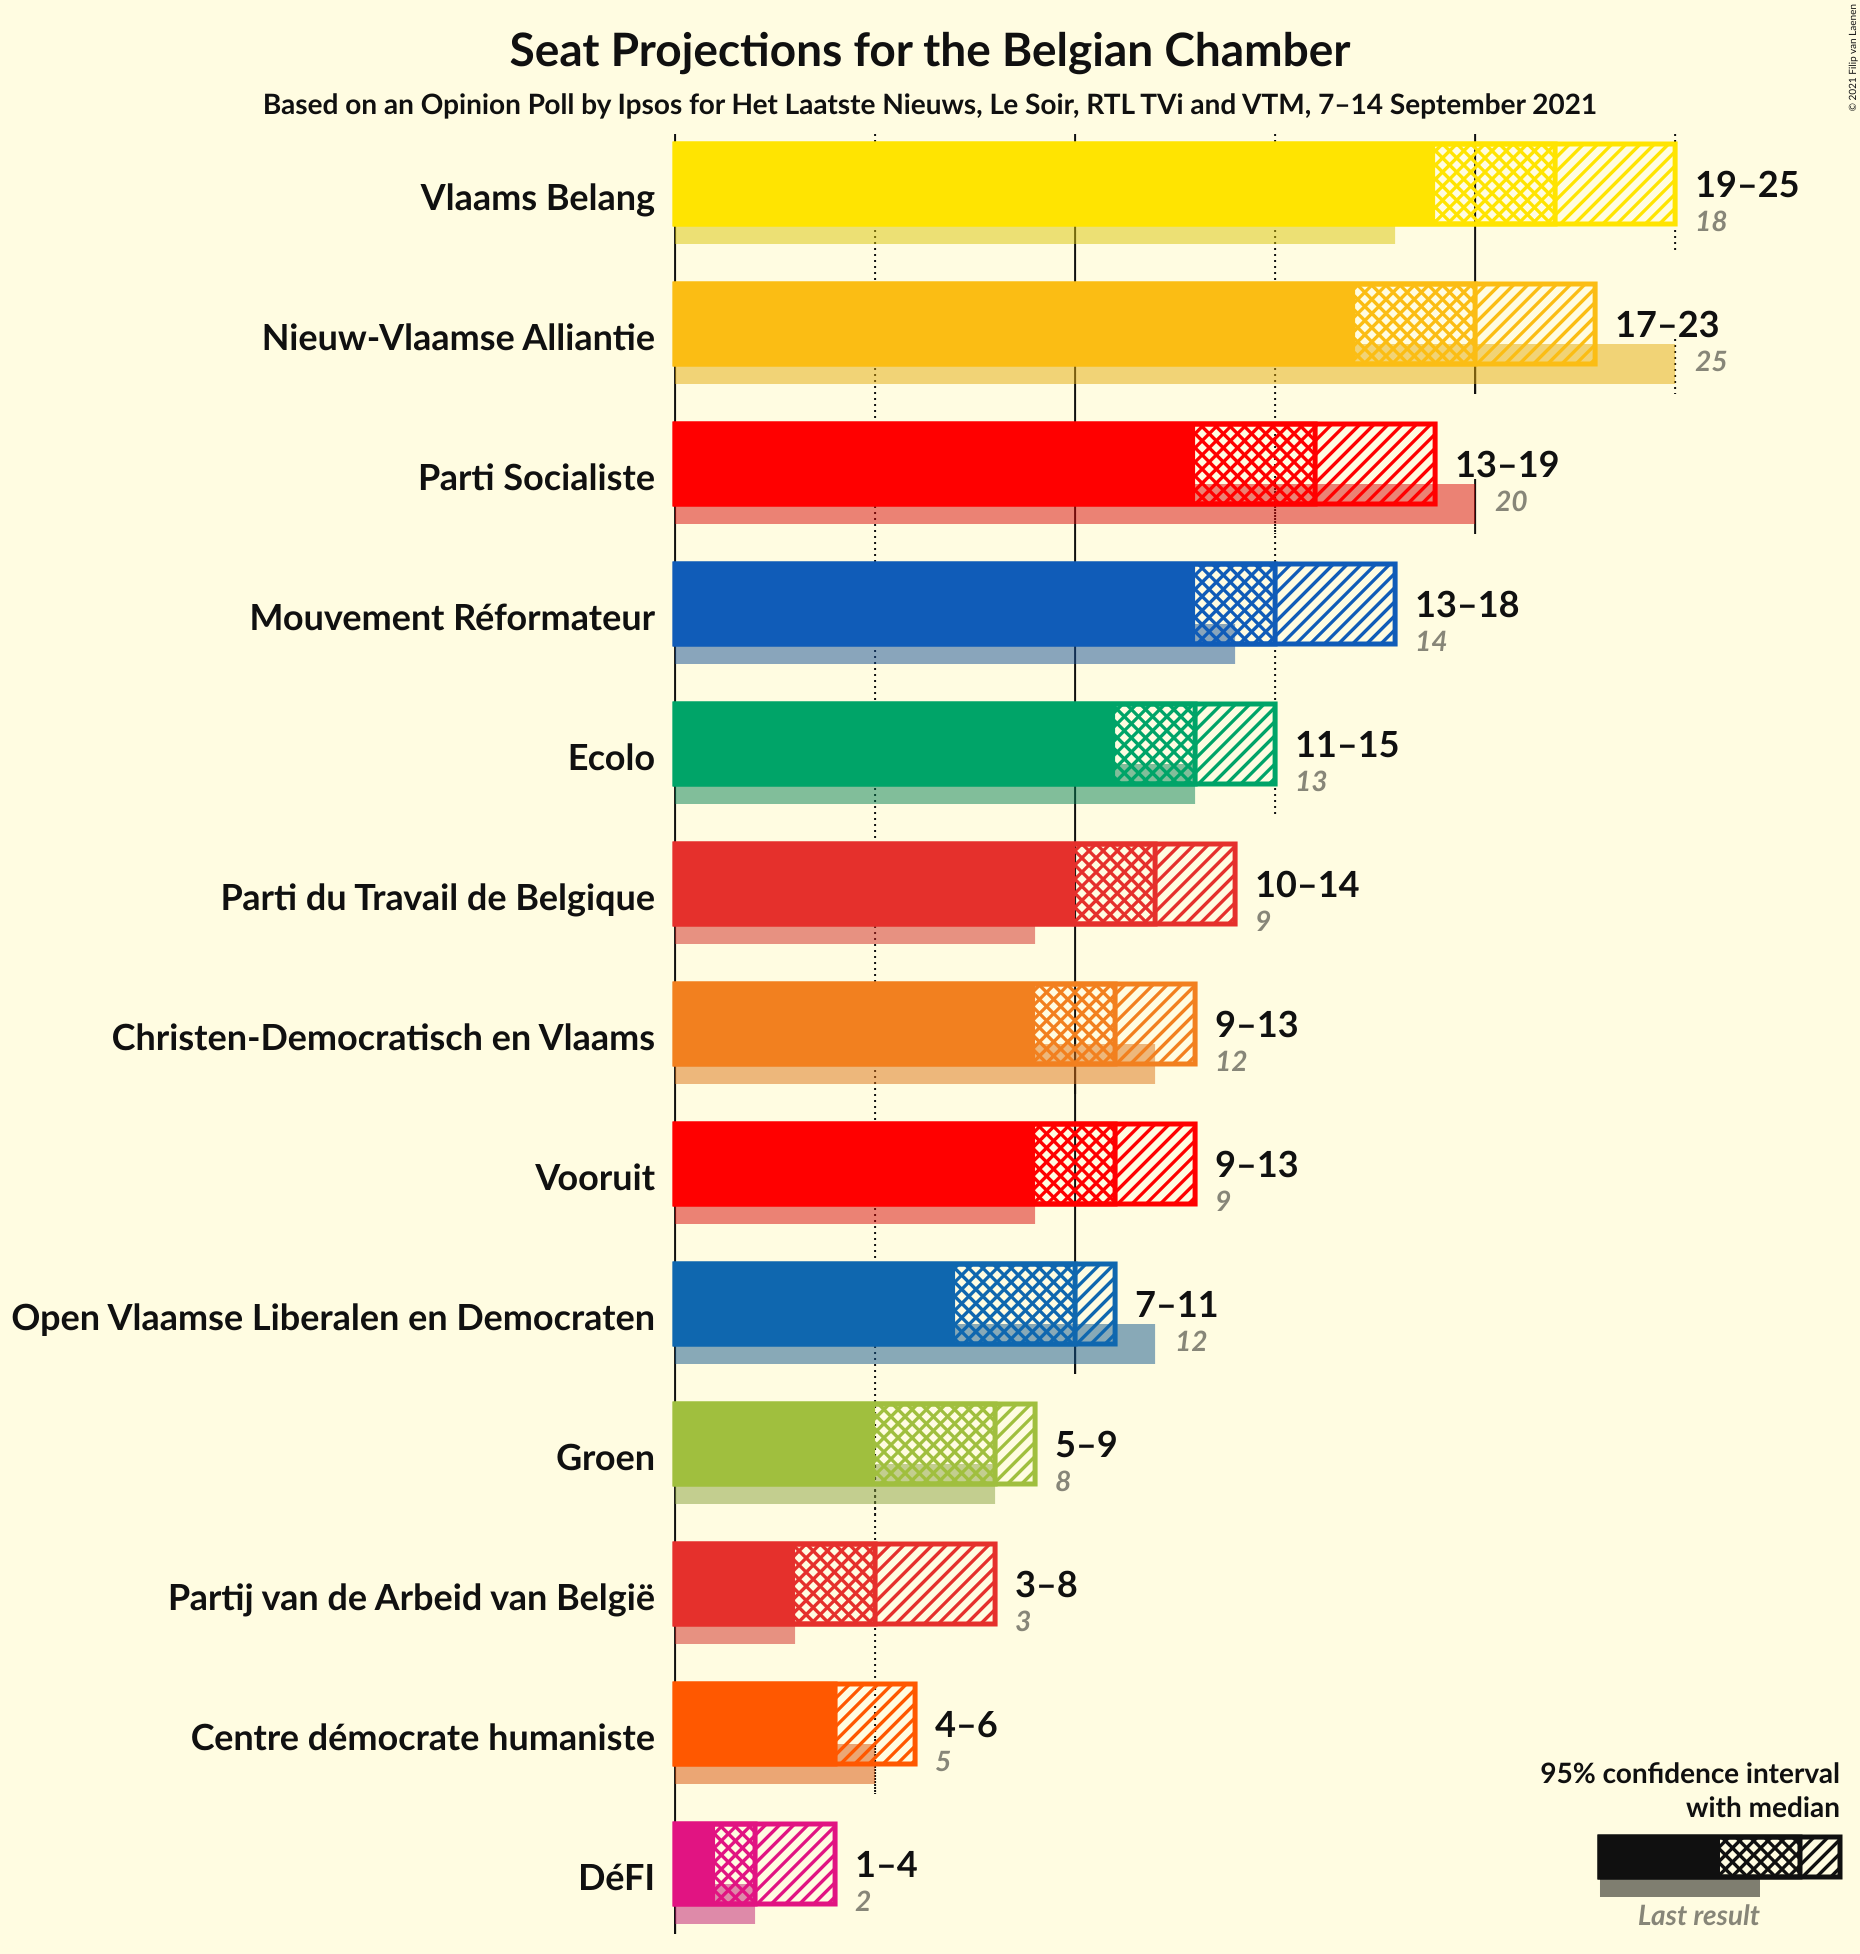 Seat Projections for the Belgian Chamber
Based on an Opinion Poll by Ipsos for Het Laatste Nieuws, Le Soir, RTL TVi and VTM, 7–14 September 2021
© 2021 Filip van Laenen
Vlaams Belang
19–25
18
Nieuw-Vlaamse Alliantie
17–23
25
Parti Socialiste
13–19
20
Mouvement Réformateur
13–18
14
Ecolo
11–15
13
Parti du Travail de Belgique
10–14
9
Christen-Democratisch en Vlaams
9–13
12
Vooruit
9–13
9
Open Vlaamse Liberalen en Democraten
7–11
12
Groen
5–9
8
Partij van de Arbeid van België
3–8
3
Centre démocrate humaniste
4–6
5
DéFI
1–4
2
95% confidence interval
with median
Last result